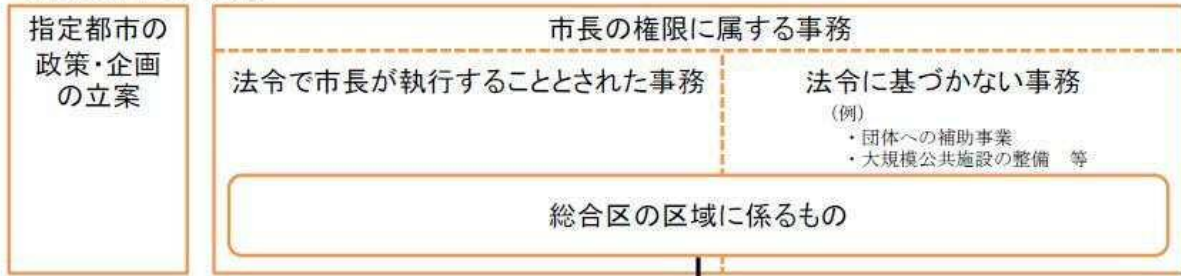 指定都市の
政策・企画
の立案
市長の権限に属する事務
法令で市長が執行することとされた事務
法令に基づかない事務
(例)
・団体への補助事業
・大規模公共施設の整備 等
総合区の区域に係るもの